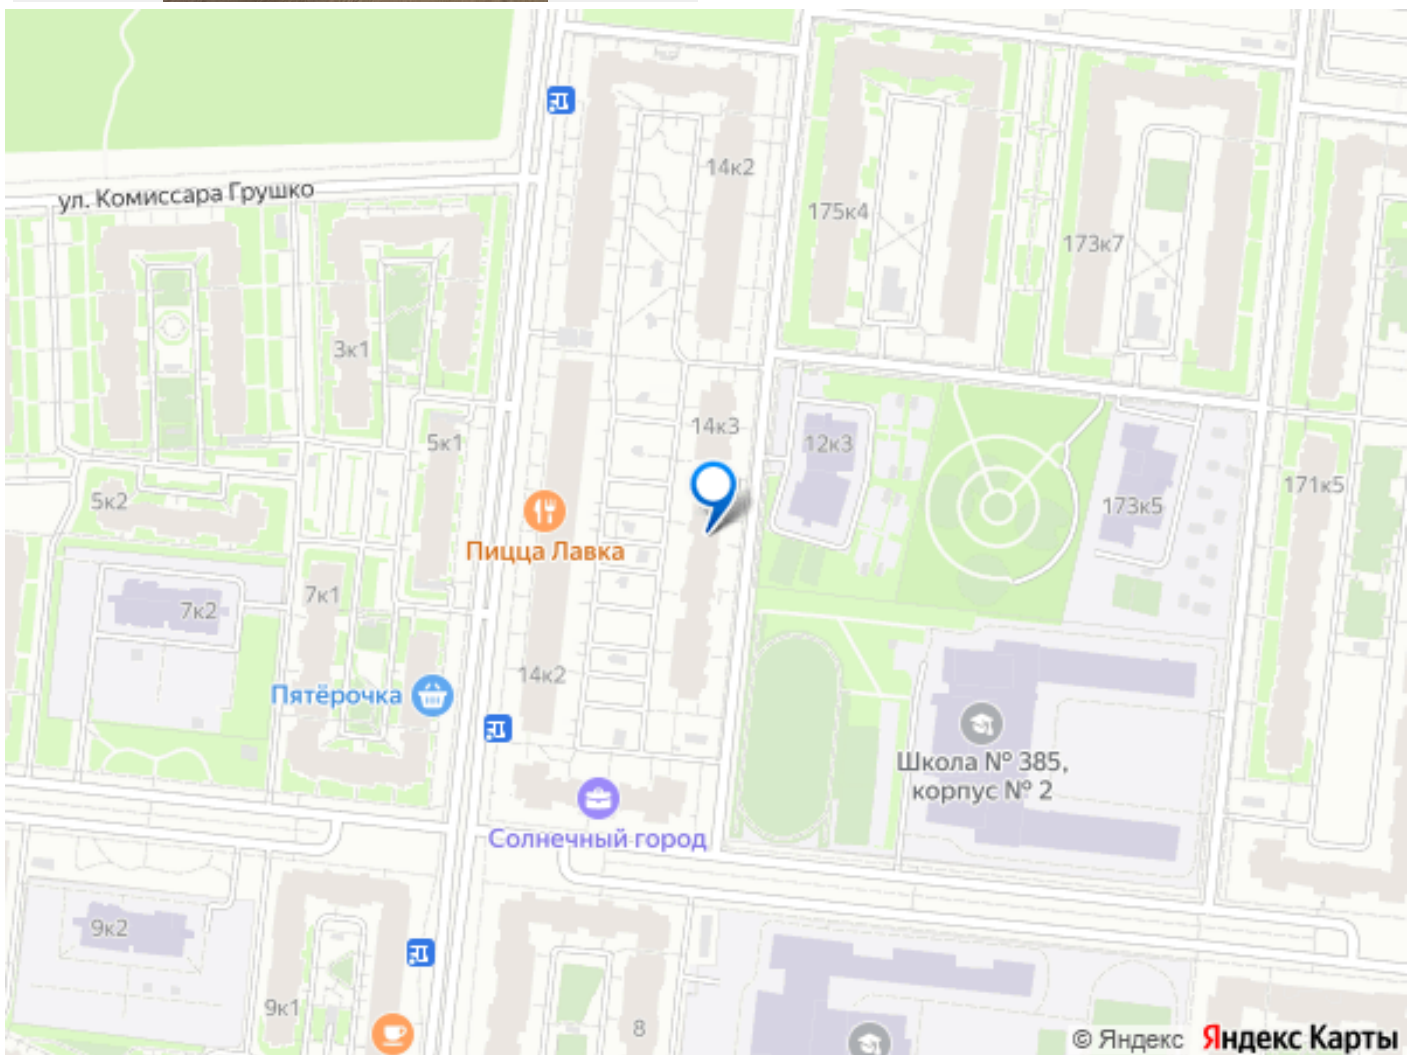 14к2
ул. Комиссара Грушко
175к4
173к7
3к1
14к3
5к1
12к3
5к2
171к5
173к5
Пицца Лавка
7к1
7к2
14к2
Пятёрочка
Школа № 385,
корпус № 2
Солнечный город
9к2
9к1
8
© Яндекс Яндекс Карты